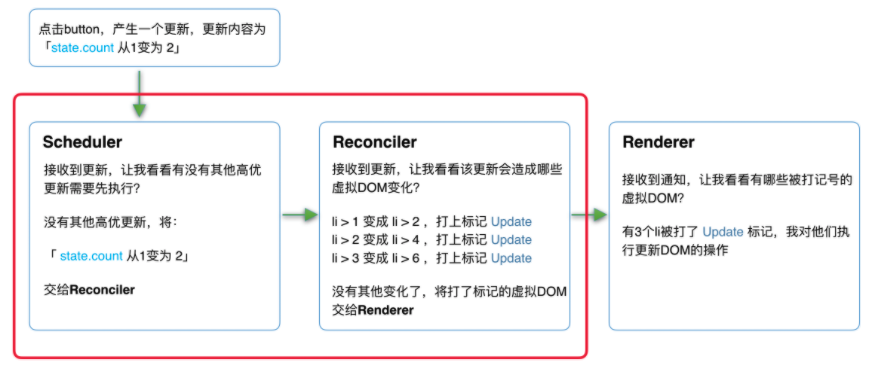 点击button，产生一个更新，更新内容为
「state.count 从1变为 2」
Scheduler
接收到更新，让我看看有没有其他高优
更新需要先执行？
没有其他高优更新，将：
「 state.count 从1变为 2」
交给Reconciler
Reconciler
接收到更新，让我看看该更新会造成哪些
虚拟DOM变化？
li > 1 变成 li > 2 ，打上标记 Update
li > 2 变成 li > 4 ，打上标记 Update
li > 3 变成 li > 6 ，打上标记 Update
没有其他变化了，将打了标记的虚拟DOM
交给Renderer
Renderer
接收到通知，让我看看有哪些被打记号的
虚拟DOM？
有3个li被打了 Update 标记，我对他们执
行更新DOM的操作